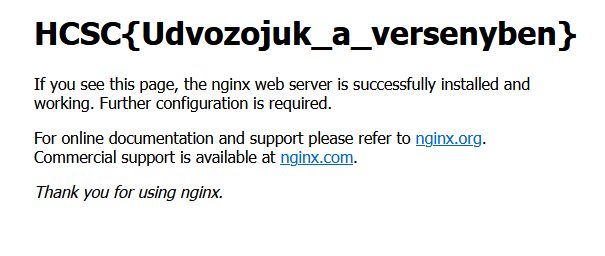 HCSC{Udvozojuk_a_versenyben}
If you see this page, the nginx web server is successfully installed and
working. Further configuration is required.
For online documentation and support please refer to nginx.org.
Commercial support is available at nginx.com.
Thank you for using nginx.